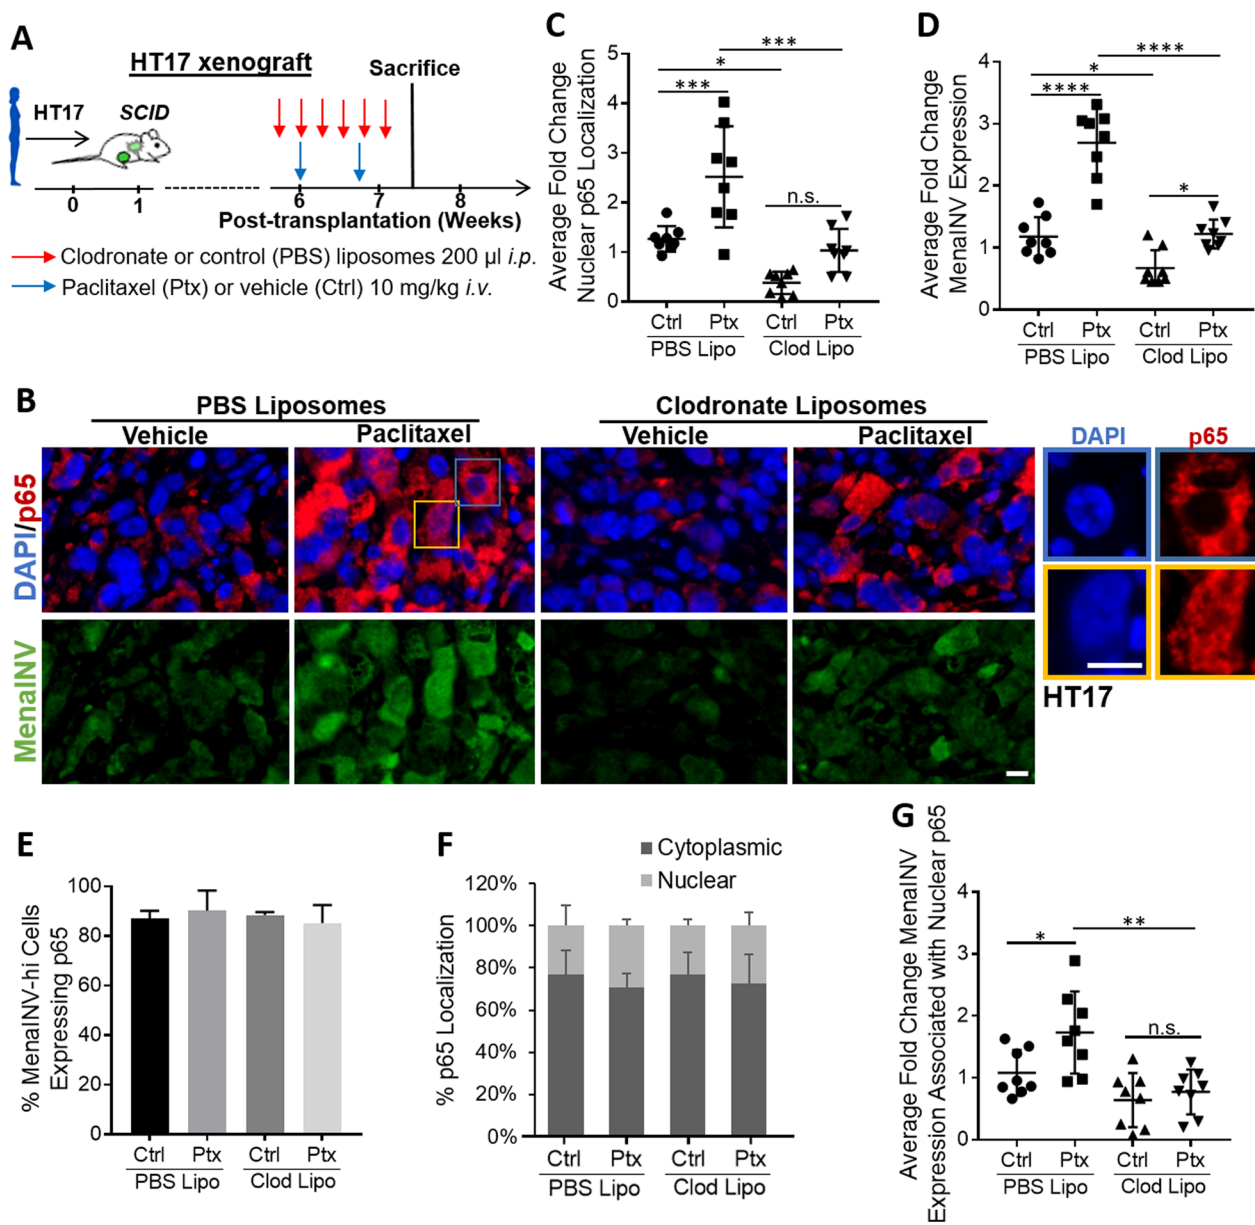 A
HT17 xenograft
Sacrifice
HT17
SCID
0
1
6
7
8
Post-transplantation (Weeks)
Clodronate or control (PBS) liposomes 200 µl i.p.
Paclitaxel (Ptx) or vehicle (Ctrl) 10 mg/kg i.v.
C
Average Fold Change
Nuclear p65 Localization
5
4
3
2
1
0
***
*
***
n.s.
Ctrl
Ptx
Ctrl
Ptx
PBS Lipo
Clod Lipo
D
Average Fold Change
MenaINV Expression
4
3
2
1
0
****
*
****
*
Ctrl
Ptx
Ctrl
Ptx
PBS Lipo
Clod Lipo
B
PBS Liposomes
Clodronate Liposomes
Vehicle
Paclitaxel
Vehicle
Paclitaxel
DAPI
p65
DAPI/p65
MenaINV
HT17
E
% MenaINV-hi Cells
Expressing p65
100
80
60
40
20
0
Ctrl
Ptx
Ctrl
Ptx
PBS Lipo
Clod Lipo
F
Cytoplasmic
Nuclear
% p65 Localization
120%
100%
80%
60%
40%
20%
0%
Ctrl
Ptx
Ctrl
Ptx
PBS Lipo
Clod Lipo
G
Average Fold Change MenaINV
Expression Associated with Nuclear p65
4
3
2
1
0
*
**
n.s.
Ctrl
Ptx
Ctrl
Ptx
PBS Lipo
Clod Lipo